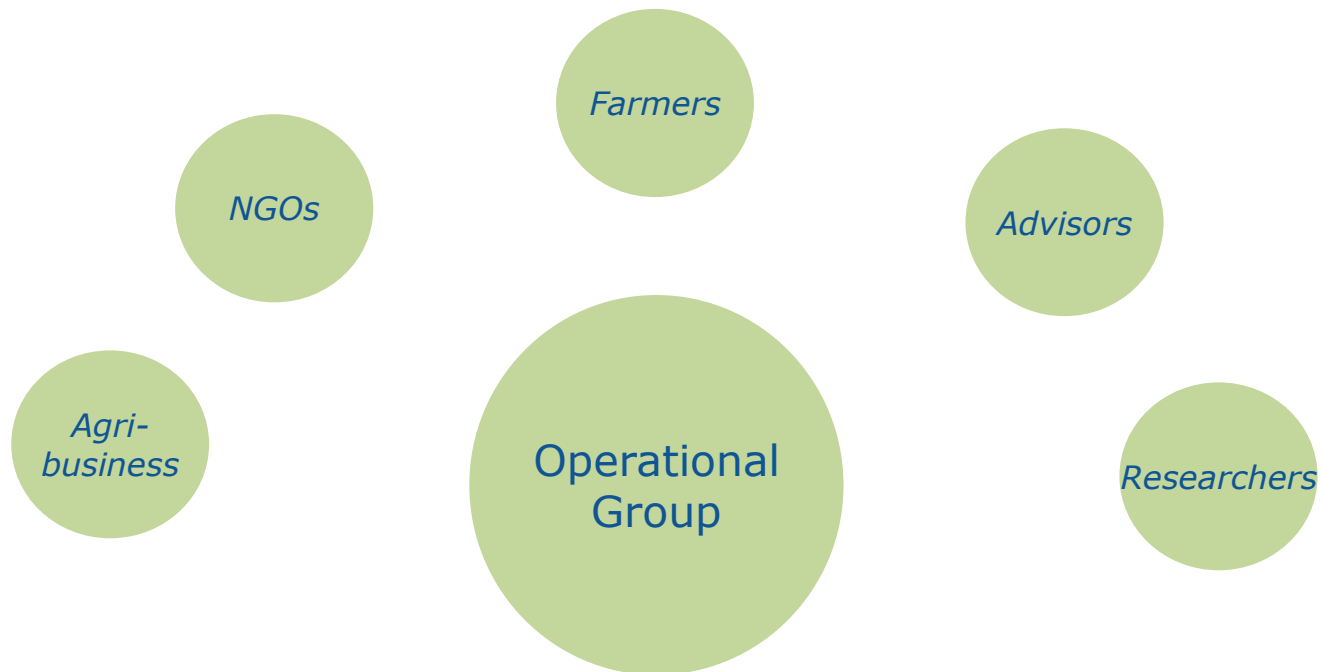 Farmers
NGOs
Advisors
Agri-
business
Operational
Group
Researchers